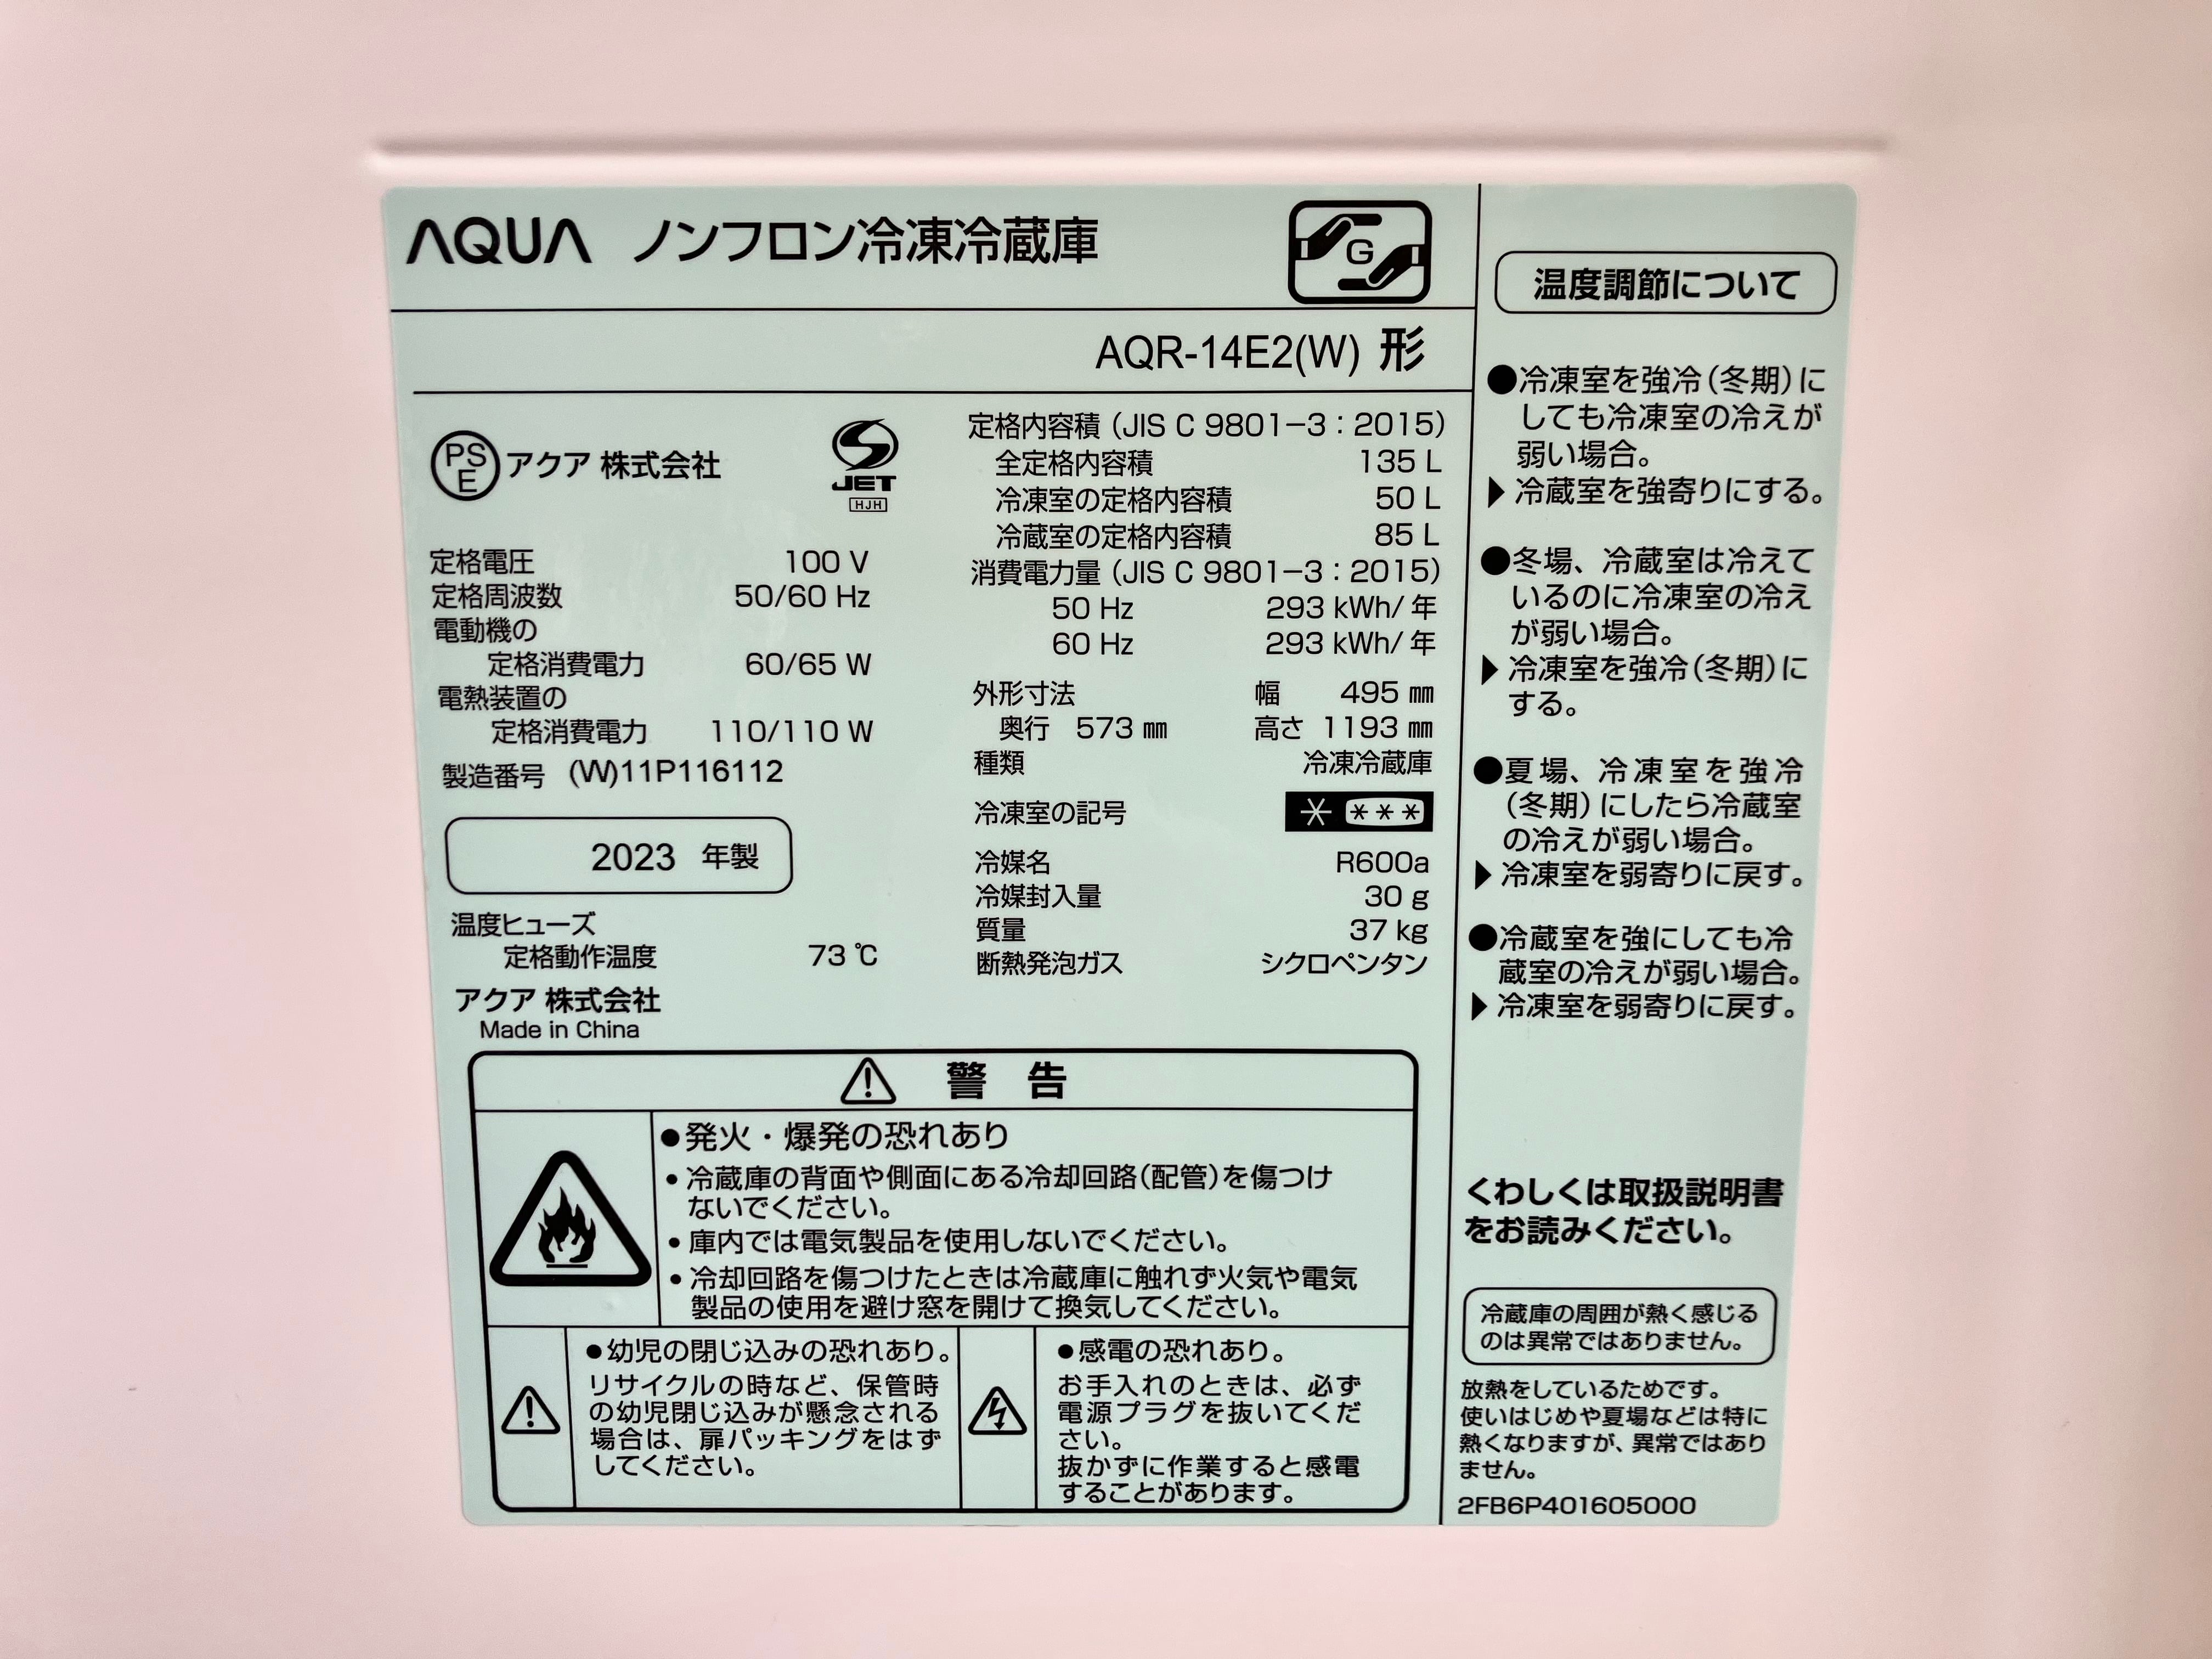 AQUA ノンフロン冷凍冷蔵庫
G
AQR-14E2(W) 形
PS
E
アクア 株式会社
JET
HJH
定格電圧 100 V
定格周波数 50/60 Hz
電動機の
定格消費電力 60/65 W
電熱装置の
定格消費電力 110/110 W
製造番号 (W)11P116112
2023 年製
温度ヒューズ
定格動作温度 73 ℃
アクア 株式会社
Made in China
定格内容積（JIS C 9801−3：2015）
全定格内容積 135 L
冷凍室の定格内容積 50 L
冷蔵室の定格内容積 85 L
消費電力量（JIS C 9801−3：2015）
50 Hz 293 kWh/年
60 Hz 293 kWh/年
外形寸法 幅 495 ㎜
奥行 573 ㎜ 高さ 1193 ㎜
種類 冷凍冷蔵庫
冷凍室の記号 * ***
冷媒名 R600a
冷媒封入量 30 g
質量 37 kg
断熱発泡ガス シクロペンタン
警 告
●発火・爆発の恐れあり
・冷蔵庫の背面や側面にある冷却回路（配管）を傷つけ
ないでください。
・庫内では電気製品を使用しないでください。
・冷却回路を傷つけたときは冷蔵庫に触れず火気や電気
製品の使用を避け窓を開けて換気してください。
●幼児の閉じ込みの恐れあり。
リサイクルの時など、保管時
の幼児閉じ込みが懸念される
場合は、扉パッキングをはず
してください。
●感電の恐れあり。
お手入れのときは、必ず
電源プラグを抜いてくだ
さい。
抜かずに作業すると感電
することがあります。
温度調節について
●冷凍室を強冷（冬期）に
しても冷凍室の冷えが
弱い場合。
▶冷蔵室を強寄りにする。
●冬場、冷蔵室は冷えて
いるのに冷凍室の冷え
が弱い場合。
▶冷凍室を強冷（冬期）に
する。
●夏場、冷凍室を強冷
（冬期）にしたら冷蔵室
の冷えが弱い場合。
▶冷凍室を弱寄りに戻す。
●冷蔵室を強にしても冷
蔵室の冷えが弱い場合。
▶冷凍室を弱寄りに戻す。
くわしくは取扱説明書
をお読みください。
冷蔵庫の周囲が熱く感じる
のは異常ではありません。
放熱をしているためです。
使いはじめや夏場などは特に
熱くなりますが、異常ではあり
ません。
2FB6P401605000